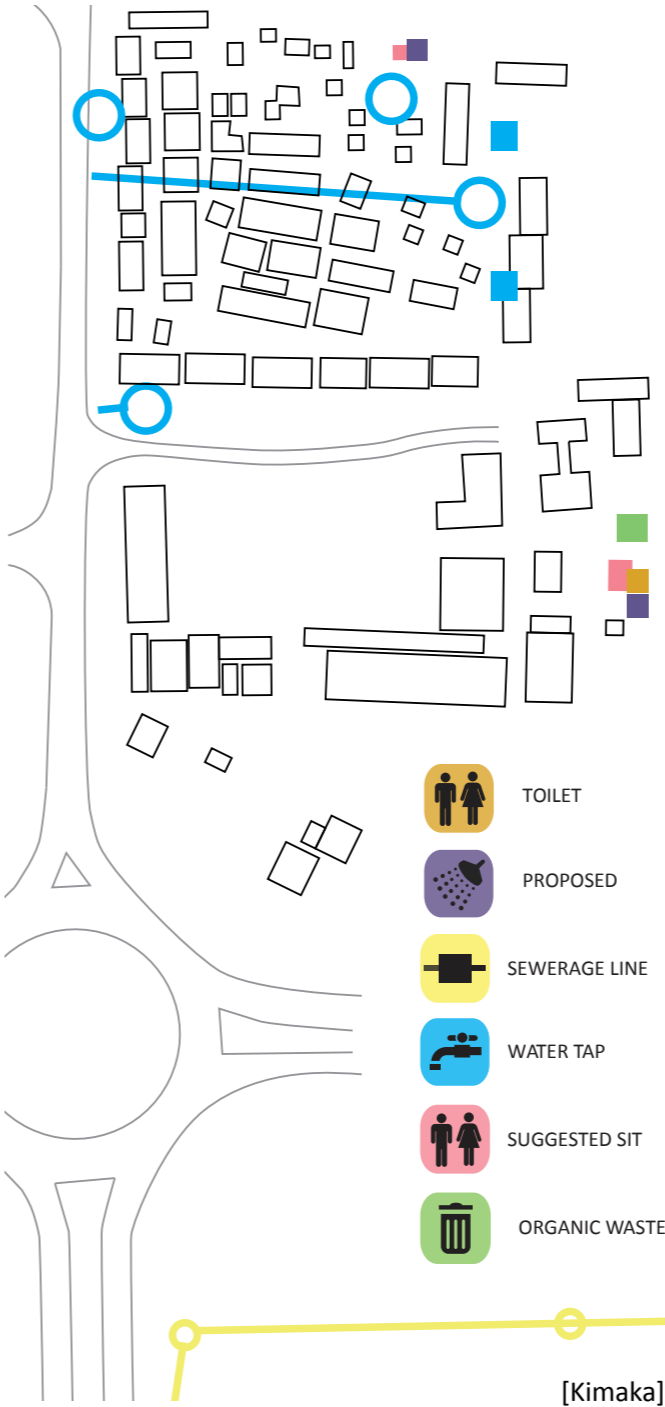 TOILET
PROPOSED
SEWERAGE LINE
WATER TAP
SUGGESTED SIT
ORGANIC WASTE
[Kimaka]